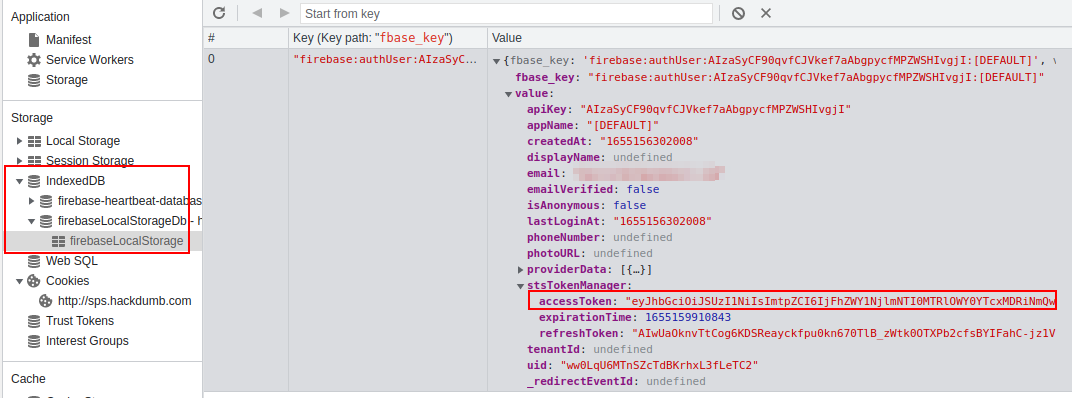 Application
Manifest
Service Workers
Storage
Storage
Local Storage
Session Storage
IndexedDB
firebase-heartbeat-databas
firebaseLocalStorageDb - h
firebaseLocalStorage
Web SQL
Cookies
http://sps.hackdumb.com
Trust Tokens
Interest Groups
Cache
Start from key
# Key (Key path: "fbase_key") Value
0 "firebase:authUser:AIzaSyC… {fbase_key: 'firebase:authUser:AIzaSyCF90qvfCJVkef7aAbgpycfMPZWSHIvgjI:[DEFAULT]', v
fbase_key: "firebase:authUser:AIzaSyCF90qvfCJVkef7aAbgpycfMPZWSHIvgjI:[DEFAULT]"
value:
apiKey: "AIzaSyCF90qvfCJVkef7aAbgpycfMPZWSHIvgjI"
appName: "[DEFAULT]"
createdAt: "1655156302008"
displayName: undefined
email:
emailVerified: false
isAnonymous: false
lastLoginAt: "1655156302008"
phoneNumber: undefined
photoURL: undefined
providerData: [{…}]
stsTokenManager:
accessToken: "eyJhbGciOiJSUzI1NiIsImtpZCI6IjFhZWY1NjlmNTI0MTRlOWY0YTcxMDRiNmQw
expirationTime: 1655159910843
refreshToken: "AIwUaOknvTtCog6KDSReayckfpu0kn670TlB_zWtk0OTXPb2cfsBYIFahC-jz1V
tenantId: undefined
uid: "ww0LqU6MTnSZcTdBKrhxL3fLeTC2"
_redirectEventId: undefined